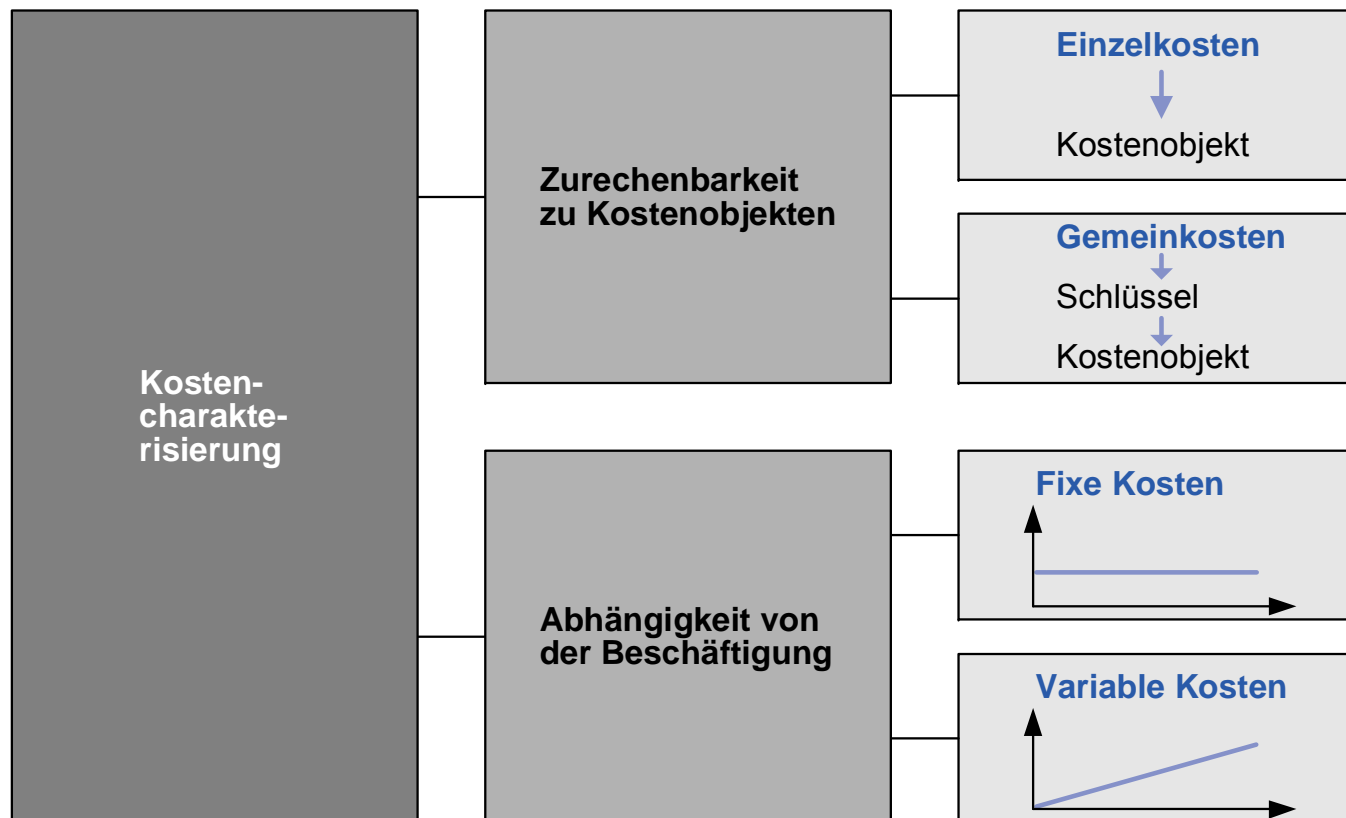 Kosten-
charakte-
risierung
Zurechenbarkeit
zu Kostenobjekten
Einzelkosten
Kostenobjekt
Gemeinkosten
Schlüssel
Kostenobjekt
Abhängigkeit von
der Beschäftigung
Fixe Kosten
Variable Kosten